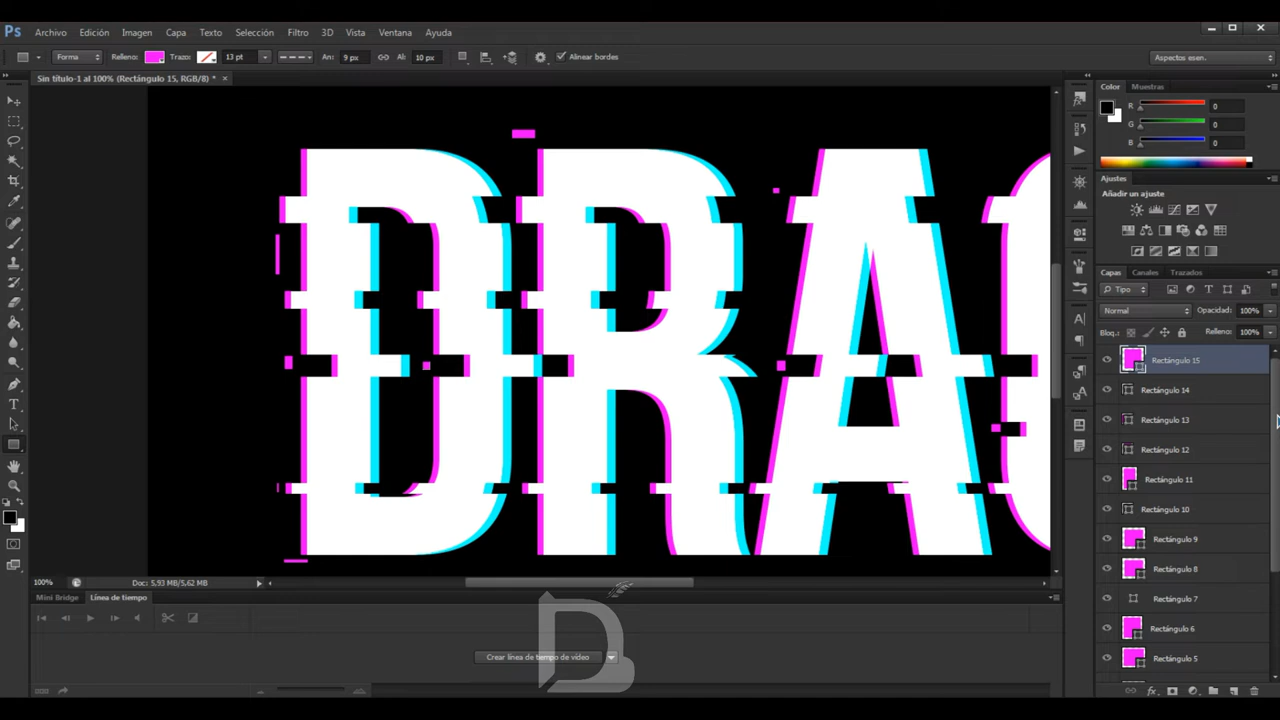 Ps Archivo Edición Imagen Capa Texto Selección Filtro 3D Vista Ventana Ayuda
Forma Relleno: Trazo: 13 pt An: 9 px Al: 10 px Alinear bordes Aspectos esen.
Sin título-1 al 100% (Rectángulo 15, RGB/8) * ×
Color Muestras
R 0
G 0
B 0
Ajustes
Añadir un ajuste
DRA
Capas Canales Trazados
Tipo
Normal Opacidad: 100%
Bloq.: Relleno: 100%
Rectángulo 15
Rectángulo 14
Rectángulo 13
Rectángulo 12
Rectángulo 11
Rectángulo 10
Rectángulo 9
Rectángulo 8
Rectángulo 7
Rectángulo 6
Rectángulo 5
100% Doc: 5,93 MB/5,62 MB
Mini Bridge Línea de tiempo
Crear línea de tiempo de vídeo
D